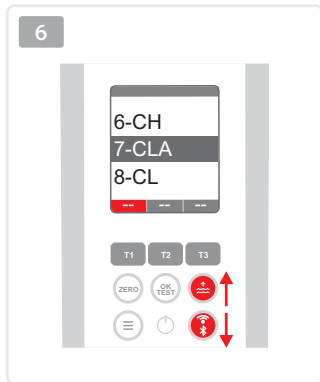 6
6-CH
7-CLA
8-CL
-- -- --
T1 T2 T3
ZERO OK TEST